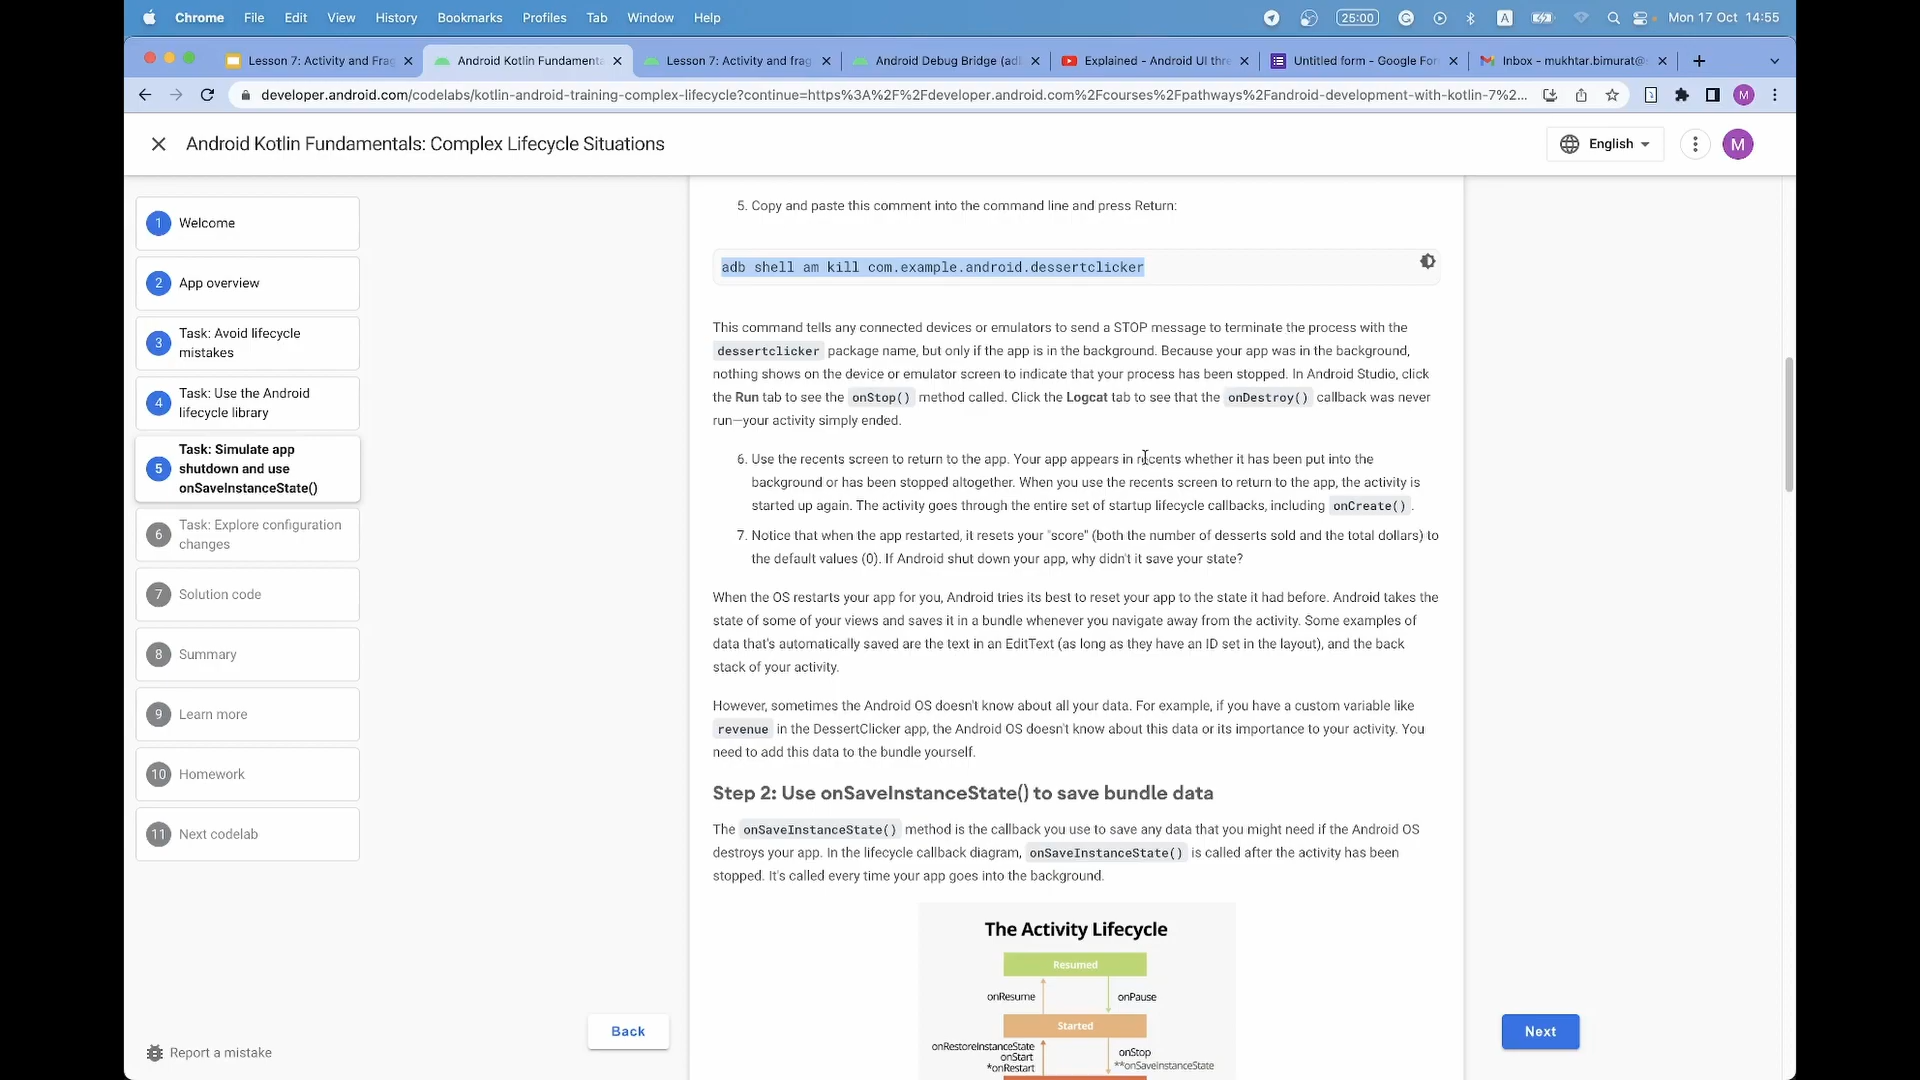 Chrome File Edit View History Bookmarks Profiles Tab Window Help 25:00 A Mon 17 Oct 14:55
Lesson 7: Activity and Frag Android Kotlin Fundamenta Lesson 7: Activity and frag Android Debug Bridge (ad Explained - Android UI thre Untitled form - Google For Inbox - mukhtar.bimurat@
developer.android.com/codelabs/kotlin-android-training-complex-lifecycle?continue=https%3A%2F%2Fdeveloper.android.com%2Fcourses%2Fpathways%2Fandroid-development-with-kotlin-7%2... M
Android Kotlin Fundamentals: Complex Lifecycle Situations English M
1 Welcome
2 App overview
3 Task: Avoid lifecycle
mistakes
4 Task: Use the Android
lifecycle library
5 Task: Simulate app
shutdown and use
onSaveInstanceState()
6 Task: Explore configuration
changes
7 Solution code
8 Summary
9 Learn more
10 Homework
11 Next codelab
Report a mistake
5. Copy and paste this comment into the command line and press Return:
adb shell am kill com.example.android.dessertclicker
This command tells any connected devices or emulators to send a STOP message to terminate the process with the
dessertclicker package name, but only if the app is in the background. Because your app was in the background,
nothing shows on the device or emulator screen to indicate that your process has been stopped. In Android Studio, click
the Run tab to see the onStop() method called. Click the Logcat tab to see that the onDestroy() callback was never
run—your activity simply ended.
6. Use the recents screen to return to the app. Your app appears in recents whether it has been put into the
background or has been stopped altogether. When you use the recents screen to return to the app, the activity is
started up again. The activity goes through the entire set of startup lifecycle callbacks, including onCreate() .
7. Notice that when the app restarted, it resets your "score" (both the number of desserts sold and the total dollars) to
the default values (0). If Android shut down your app, why didn't it save your state?
When the OS restarts your app for you, Android tries its best to reset your app to the state it had before. Android takes the
state of some of your views and saves it in a bundle whenever you navigate away from the activity. Some examples of
data that's automatically saved are the text in an EditText (as long as they have an ID set in the layout), and the back
stack of your activity.
However, sometimes the Android OS doesn't know about all your data. For example, if you have a custom variable like
revenue in the DessertClicker app, the Android OS doesn't know about this data or its importance to your activity. You
need to add this data to the bundle yourself.
Step 2: Use onSaveInstanceState() to save bundle data
The onSaveInstanceState() method is the callback you use to save any data that you might need if the Android OS
destroys your app. In the lifecycle callback diagram, onSaveInstanceState() is called after the activity has been
stopped. It's called every time your app goes into the background.
The Activity Lifecycle
Resumed
onResume onPause
Started
onRestoreInstanceState
onStart
*onRestart
onStop
**onSaveInstanceState
Back Next